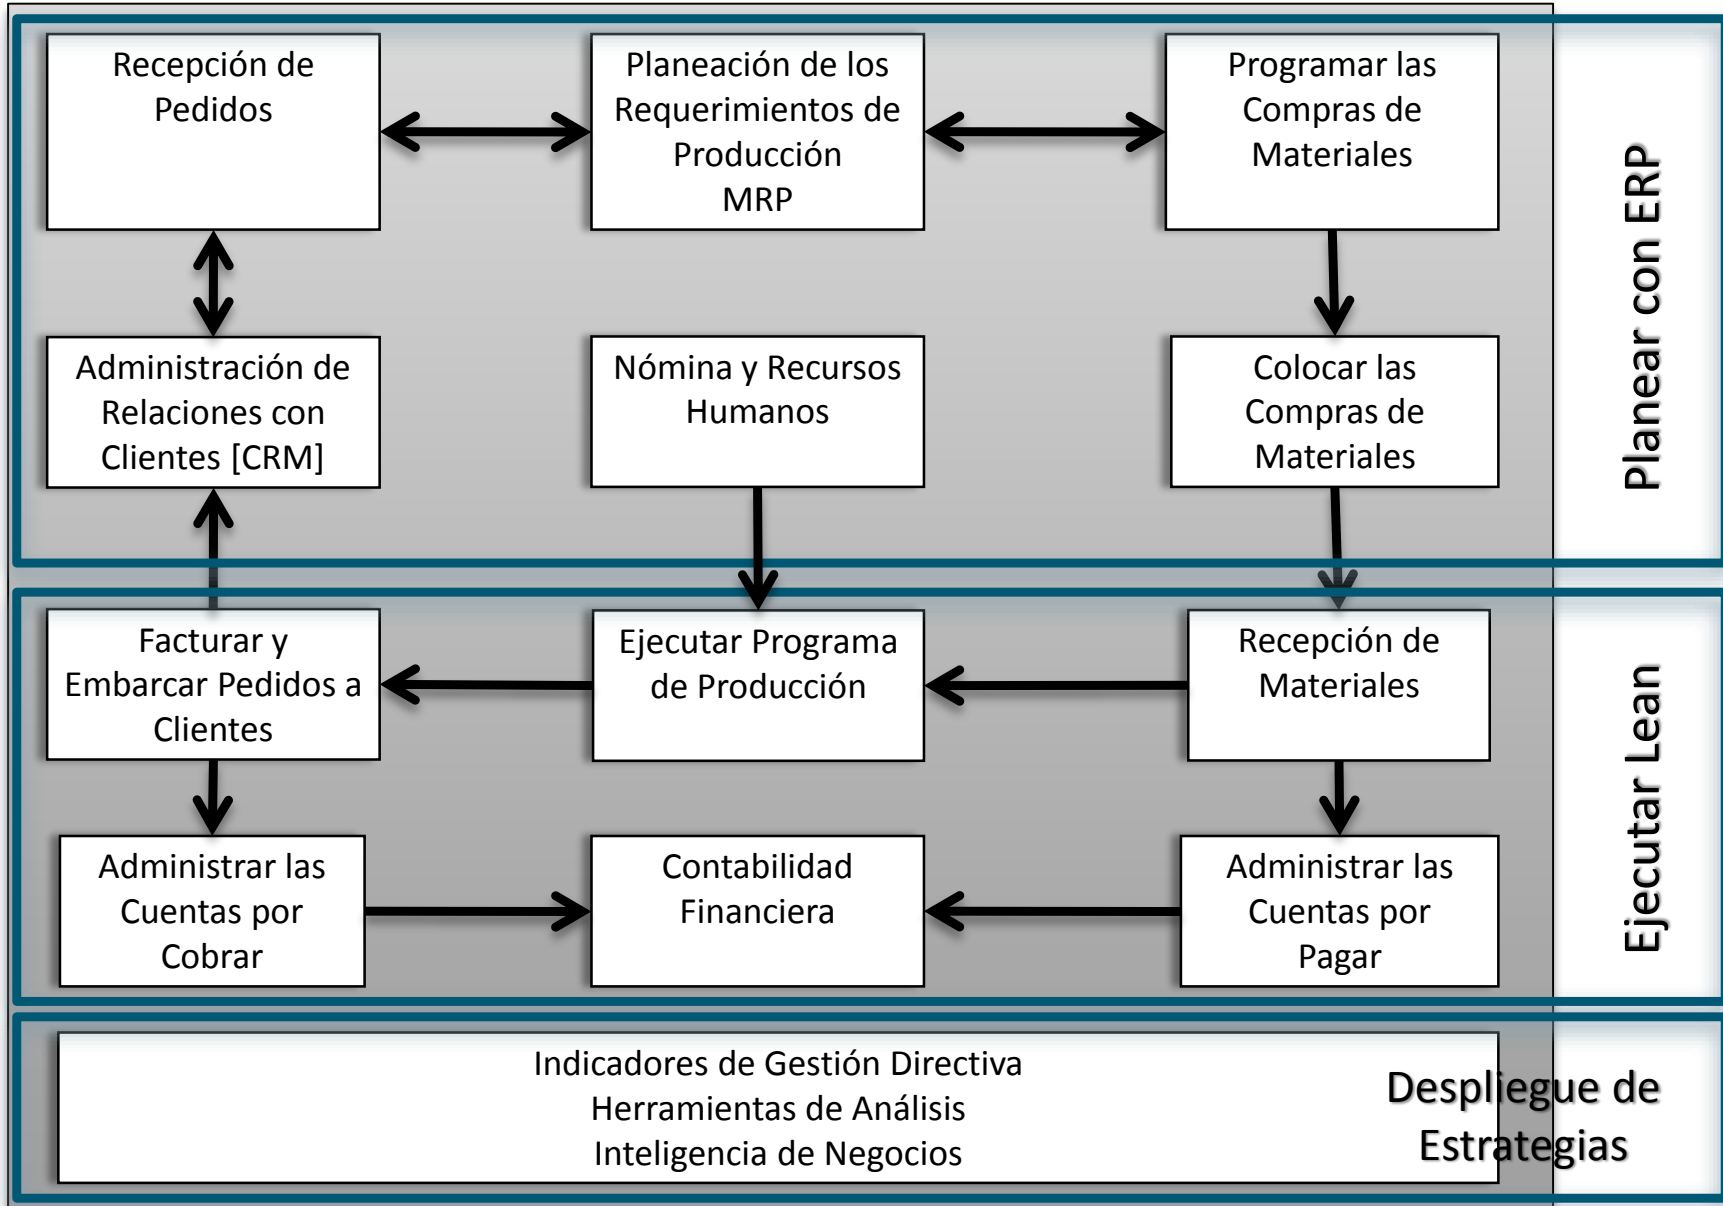 Recepción de
Pedidos
Planeación de los
Requerimientos de
Producción
MRP
Programar las
Compras de
Materiales
Administración de
Relaciones con
Clientes [CRM]
Nómina y Recursos
Humanos
Colocar las
Compras de
Materiales
Planear con ERP
Facturar y
Embarcar Pedidos a
Clientes
Ejecutar Programa
de Producción
Recepción de
Materiales
Administrar las
Cuentas por
Cobrar
Contabilidad
Financiera
Administrar las
Cuentas por
Pagar
Ejecutar Lean
Indicadores de Gestión Directiva
Herramientas de Análisis
Inteligencia de Negocios
Despliegue de
Estrategias